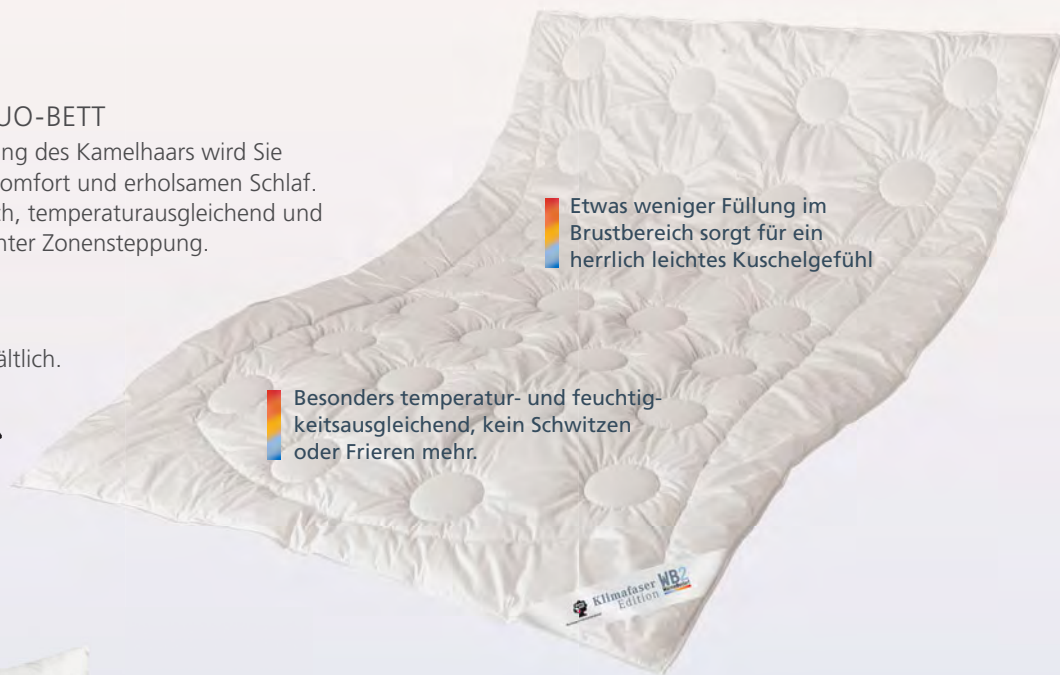 UO-BETT
ng des Kamelhaars wird Sie
omfort und erholsamen Schlaf.
h, temperaturausgleichend und
nter Zonensteppung.
ältlich.
Etwas weniger Füllung im
Brustbereich sorgt für ein
herrlich leichtes Kuschelgefühl
Besonders temperatur- und feuchtig-
keitsausgleichend, kein Schwitzen
oder Frieren mehr.
Klimafaser WB2
Edition